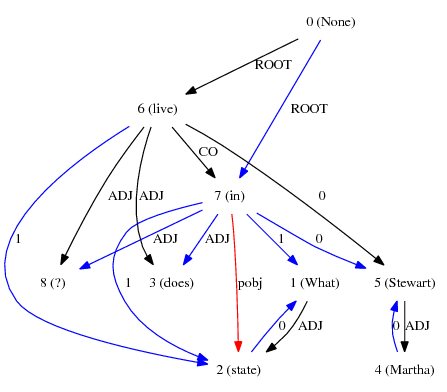 0 (None)
ROOT
ROOT
6 (live)
CO
7 (in)
1
ADJ
ADJ
0
ADJ
1
ADJ
pobj
1
0
8 (?)
3 (does)
1 (What)
5 (Stewart)
0
ADJ
0
ADJ
2 (state)
4 (Martha)